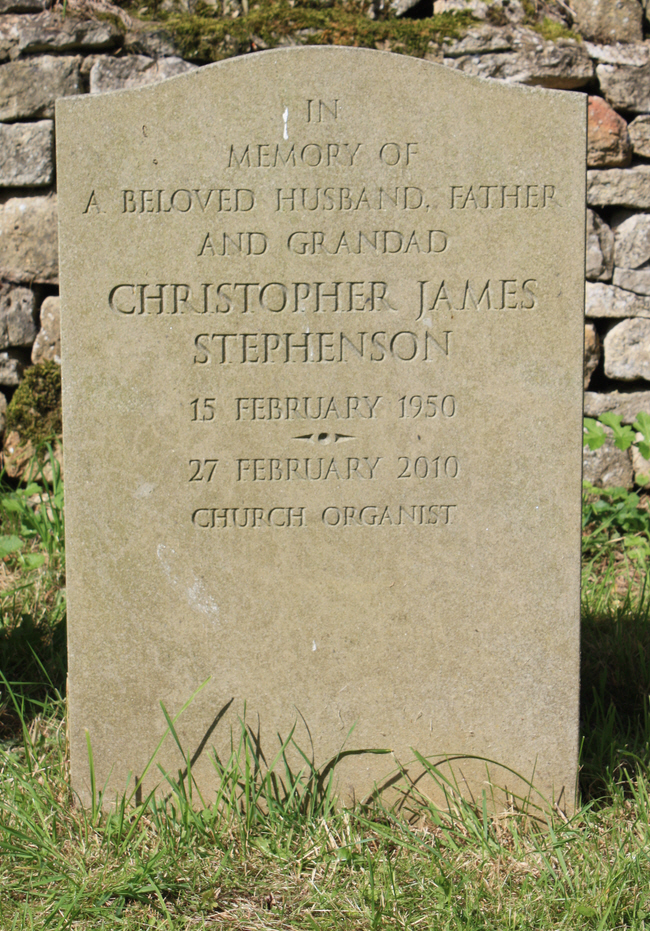 IN
MEMORY OF
A BELOVED HUSBAND, FATHER
AND GRANDAD
CHRISTOPHER JAMES
STEPHENSON
15 FEBRUARY 1950
27 FEBRUARY 2010
CHURCH ORGANIST